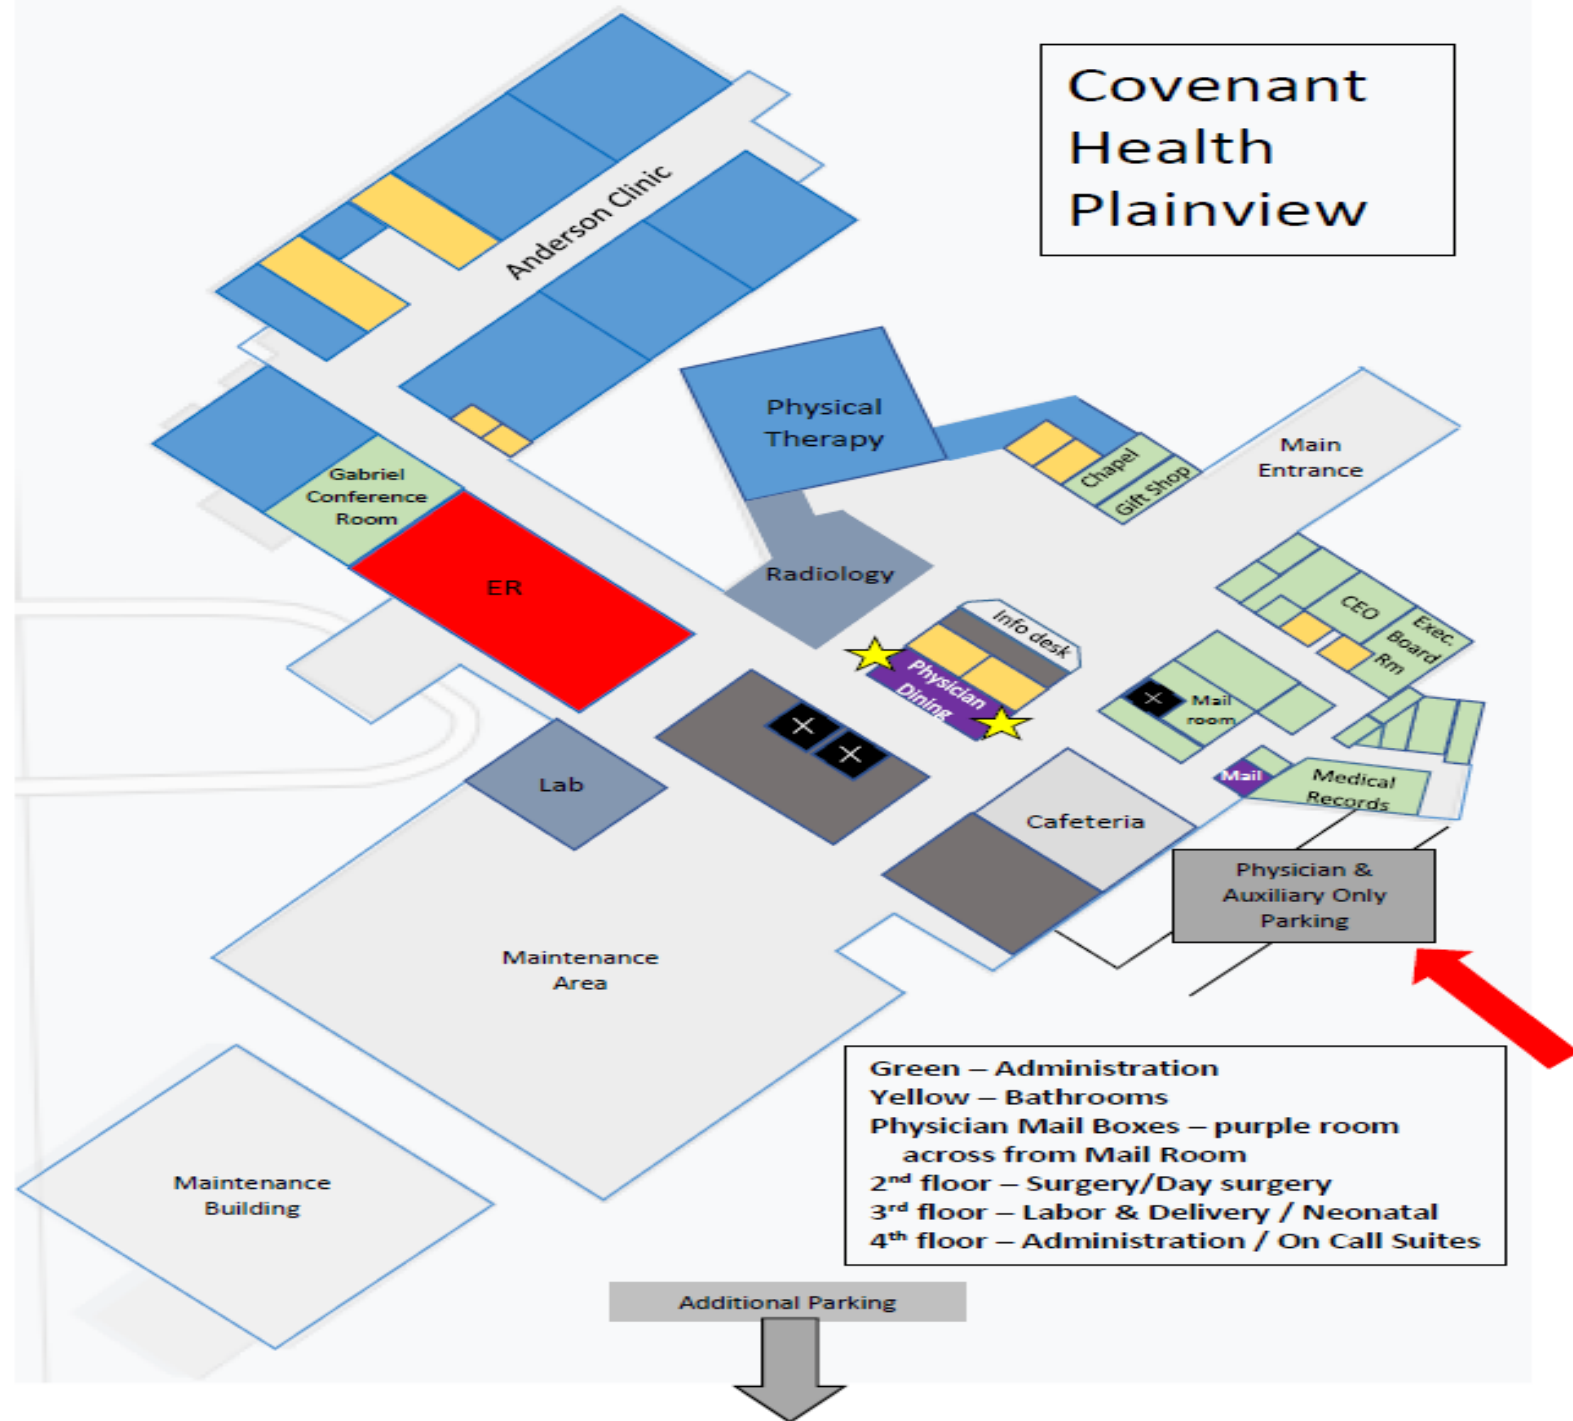 Covenant
Health
Plainview
Anderson Clinic
Physical
Therapy
Main
Entrance
Chapel
Gift Shop
Gabriel
Conference
Room
ER
Radiology
Info desk
CEO
Exec.
Board
Rm
Physician
Dining
Mail
room
Lab
Mail
Medical
Records
Cafeteria
Physician &
Auxiliary Only
Parking
Maintenance
Area
Green – Administration
Yellow – Bathrooms
Physician Mail Boxes – purple room
across from Mail Room
2nd floor – Surgery/Day surgery
3rd floor – Labor & Delivery / Neonatal
4th floor – Administration / On Call Suites
Maintenance
Building
Additional Parking